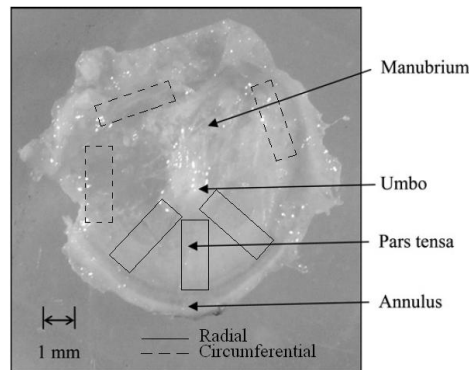 Manubrium
Umbo
Pars tensa
Annulus
Radial
Circumferential
1 mm